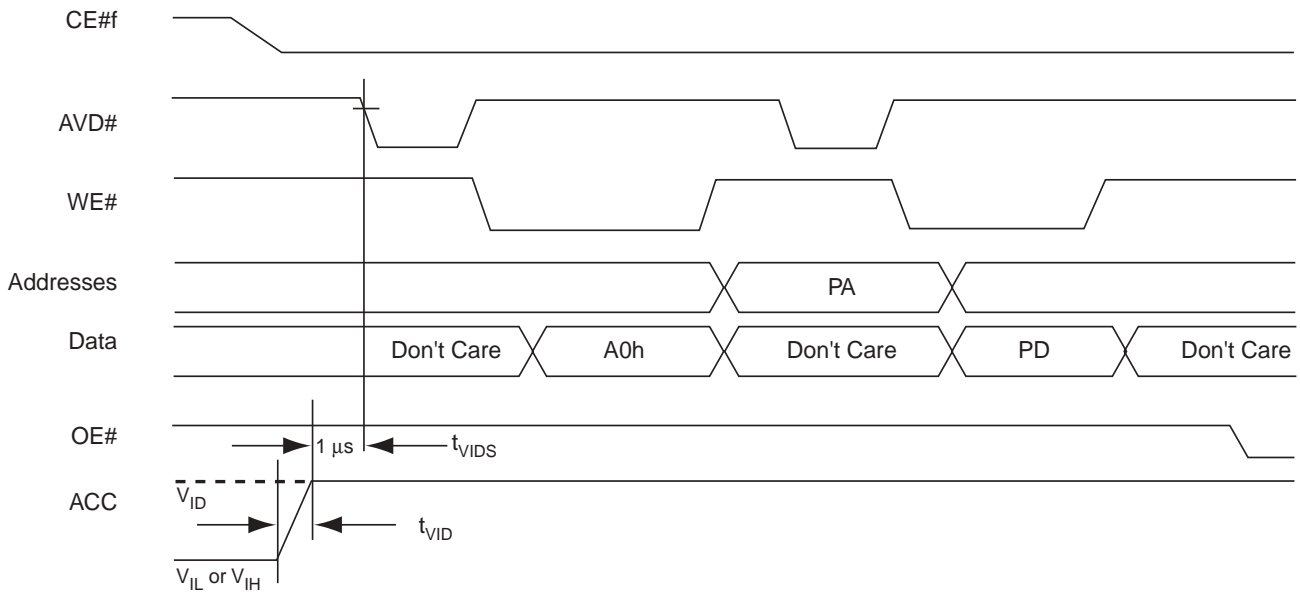 CE#f
AVD#
WE#
Addresses
PA
Data
Don't Care
A0h
Don't Care
PD
Don't Care
OE#
1 μs
tVIDS
ACC
VID
tVID
VIL or VIH